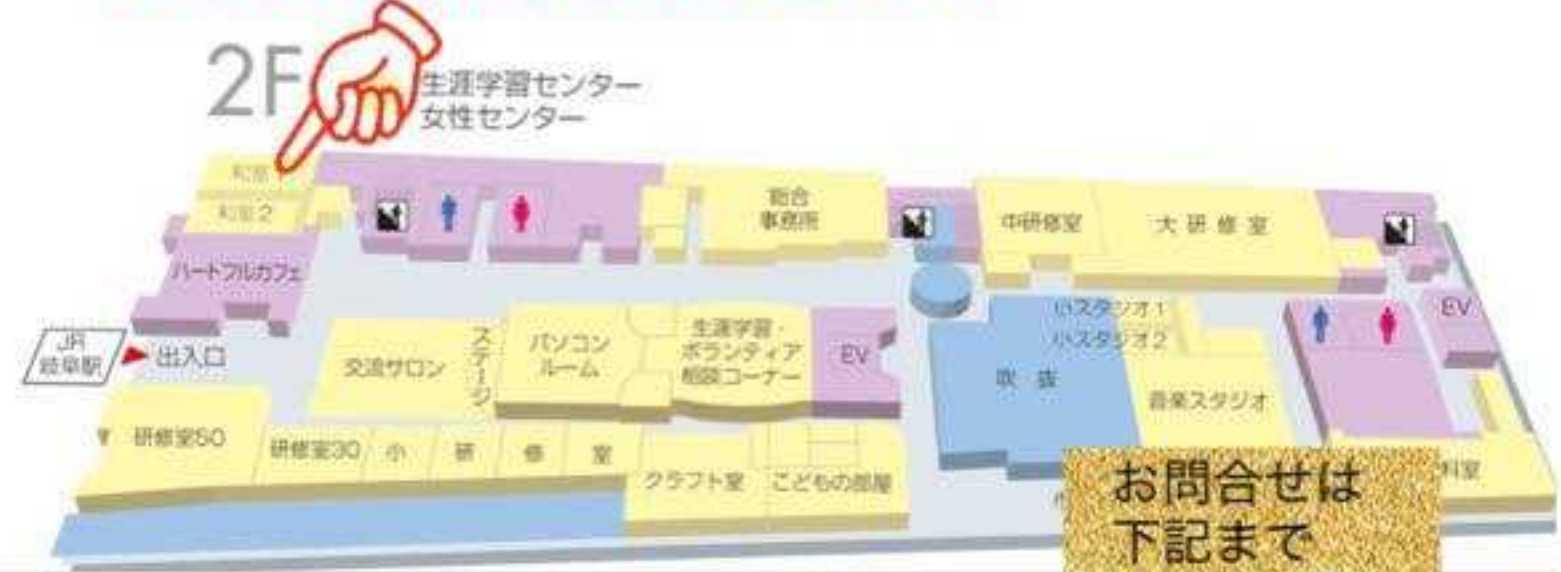 2F
生涯学習センター
女性センター
和室
和室2
ハートフルカフェ
総合
事務所
中研修室
大研修室
JR
岐阜駅
出入口
交流サロン
ステージ
パソコン
ルーム
生涯学習・
ボランティア
相談コーナー
EV
吹抜
小スタジオ1
小スタジオ2
音楽スタジオ
EV
研修室50
研修室30
小研修室
クラフト室
こどもの部屋
料室
お問合せは
下記まで